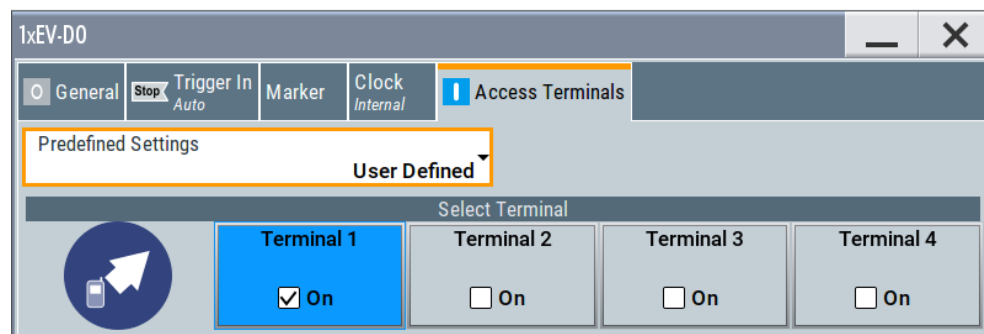 1xEV-DO
O General
Stop Trigger In
Auto
Marker
Clock
Internal
I Access Terminals
Predefined Settings
User Defined
Select Terminal
Terminal 1
Terminal 2
Terminal 3
Terminal 4
On
On
On
On